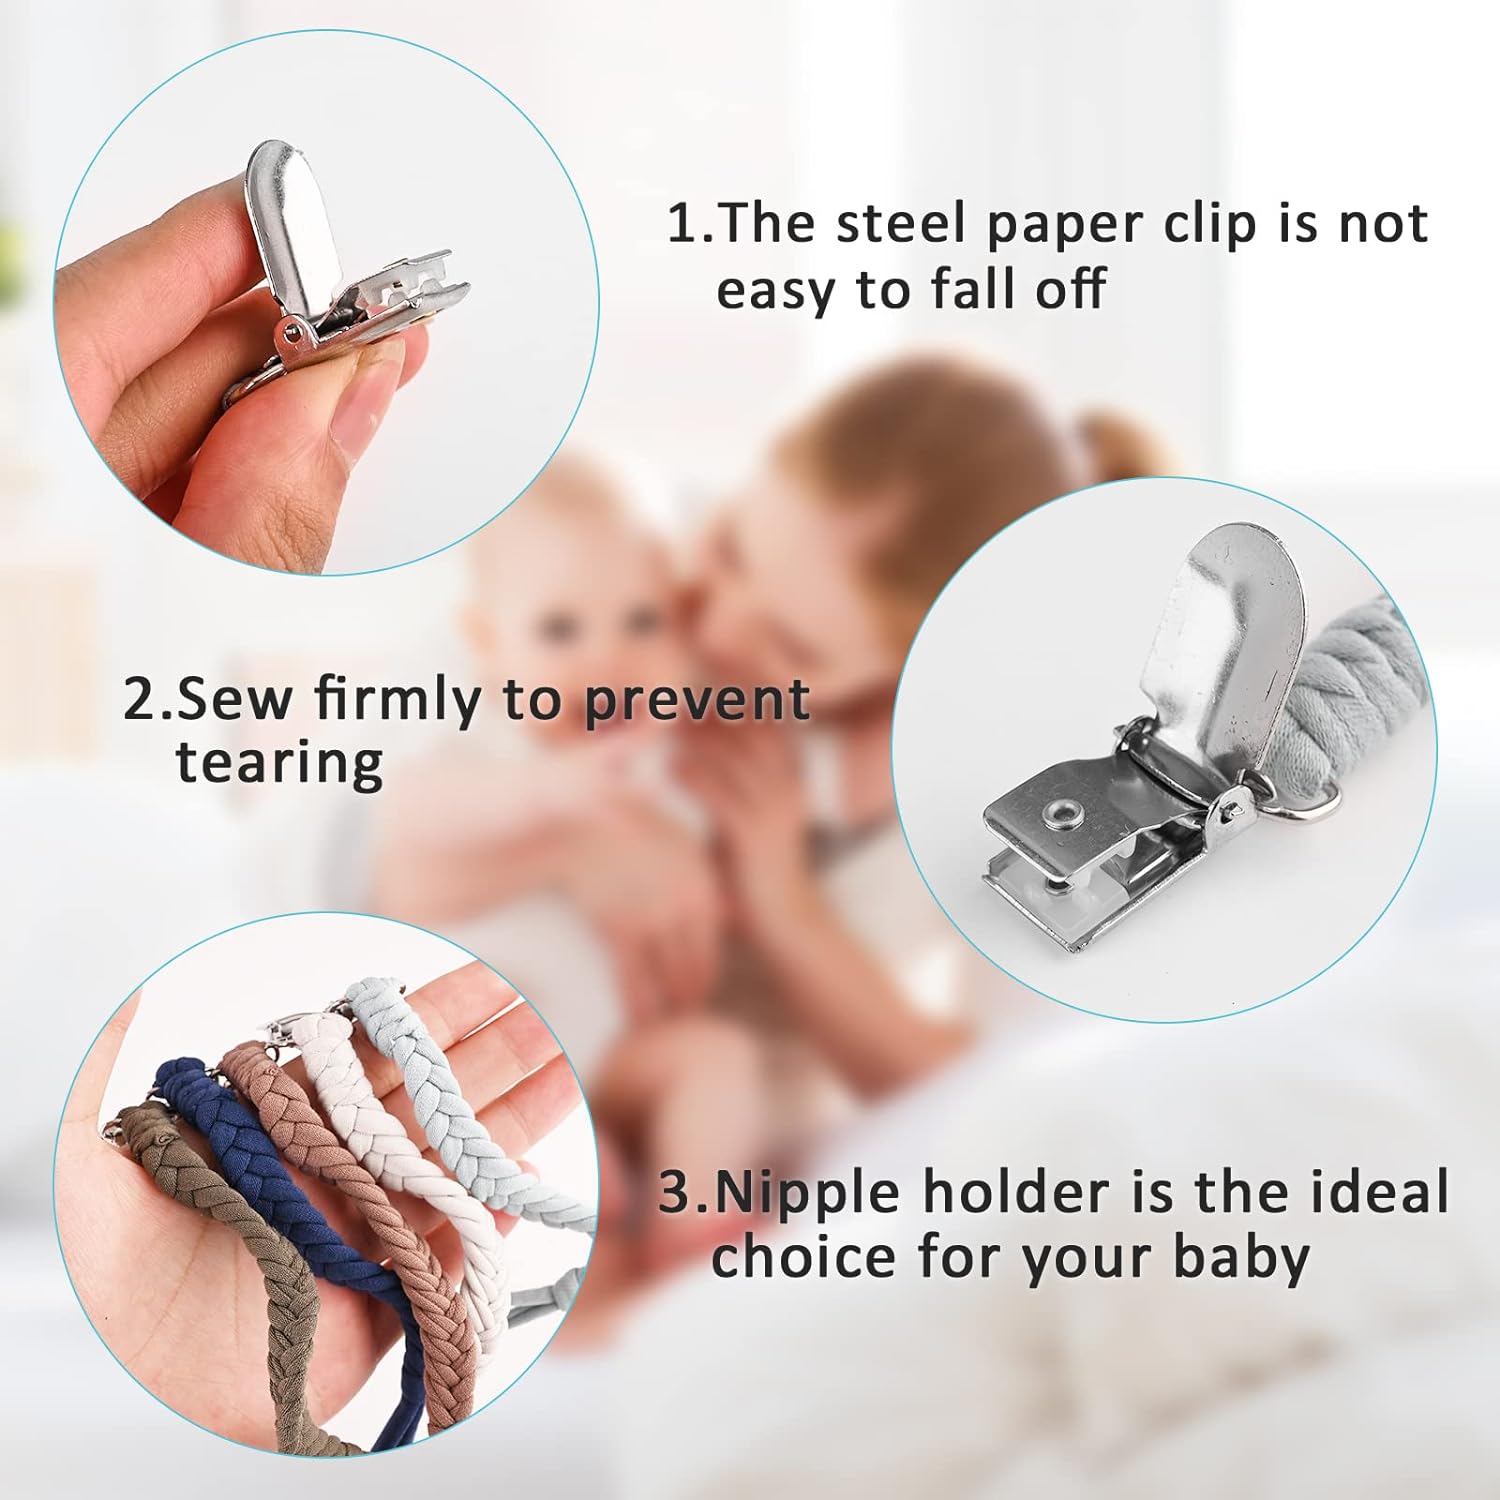 1.The steel paper clip is not
easy to fall off
2.Sew firmly to prevent
tearing
3.Nipple holder is the ideal
choice for your baby